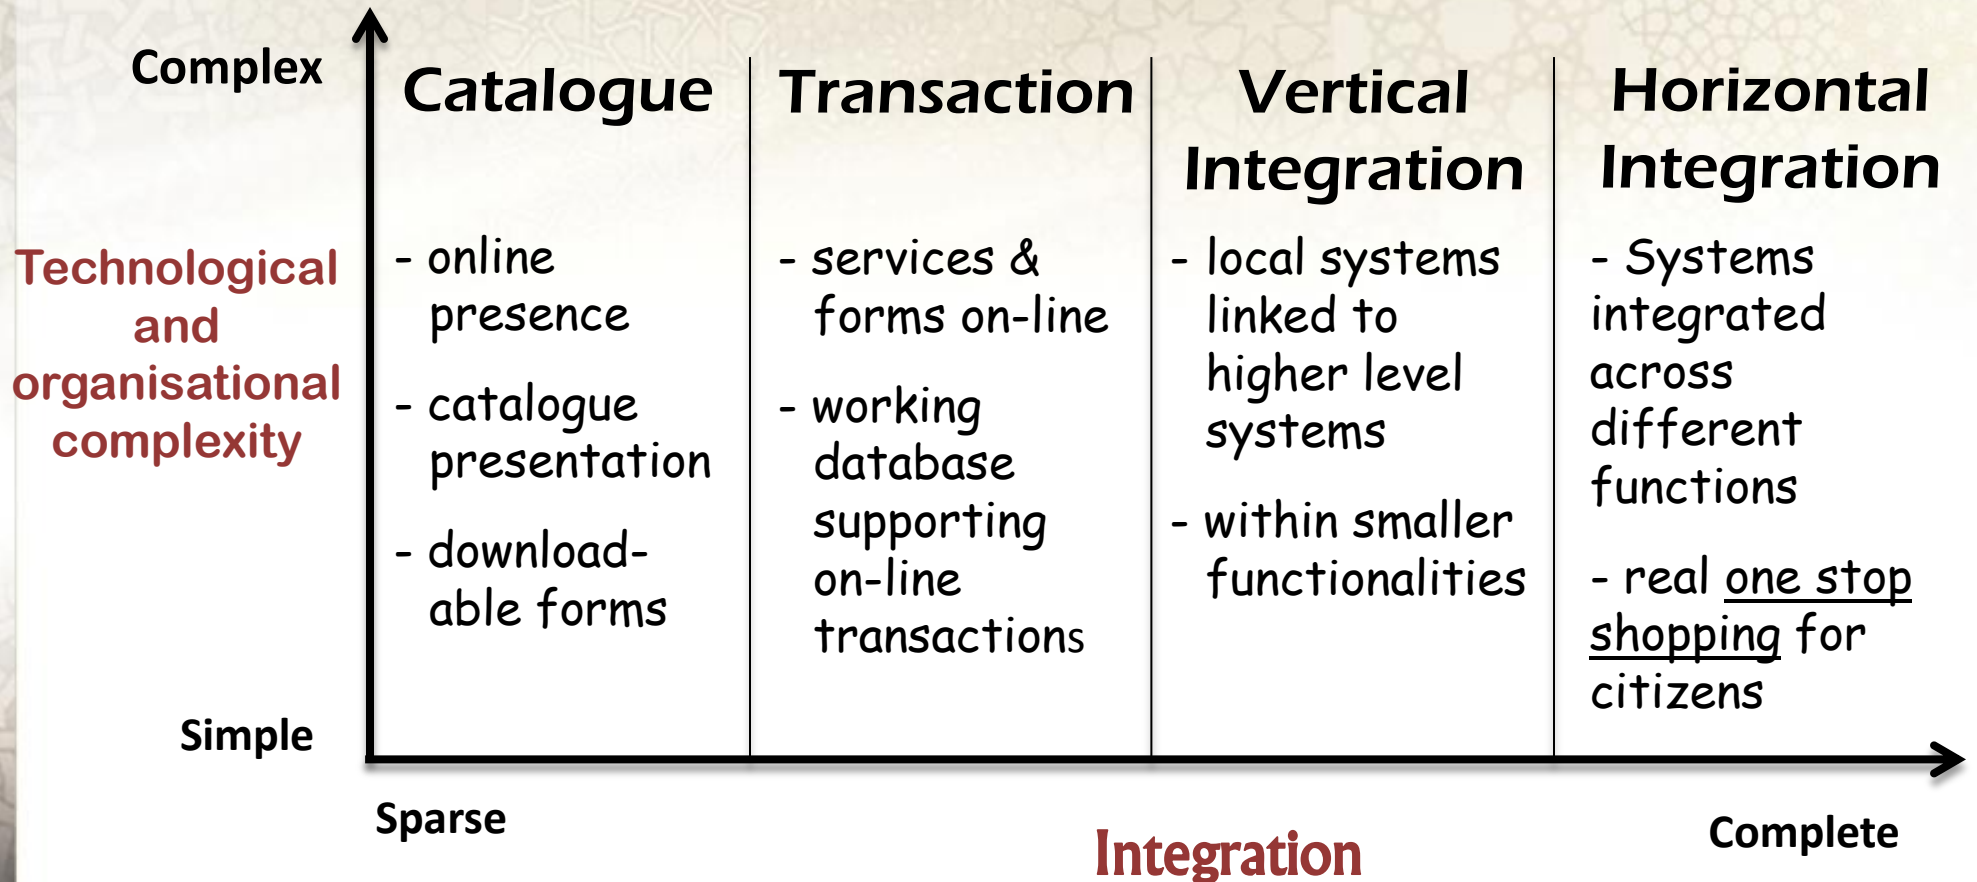 Complex
Technological
and
organisational
complexity
Simple
Catalogue
- online
presence
- catalogue
presentation
- download-
able forms
Transaction
- services &
forms on-line
- working
database
supporting
on-line
transactions
Vertical
Integration
- local systems
linked to
higher level
systems
- within smaller
functionalities
Horizontal
Integration
- Systems
integrated
across
different
functions
- real one stop
shopping for
citizens
Sparse
Integration
Complete